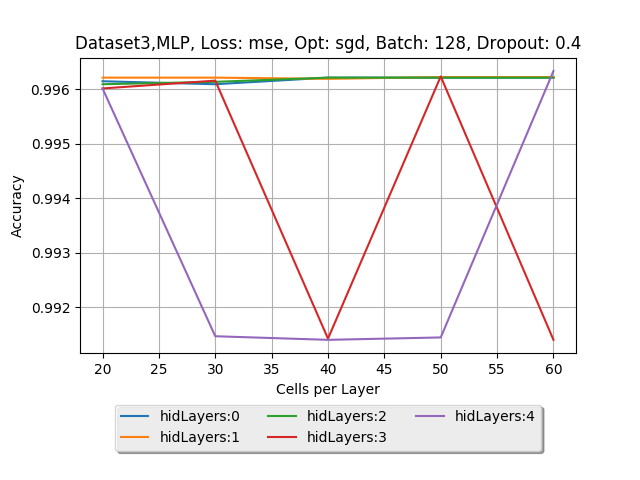 Dataset3,MLP, Loss: mse, Opt: sgd, Batch: 128, Dropout: 0.4
0.996
0.995
0.994
0.993
0.992
Accuracy
20 25 30 35 40 45 50 55 60
Cells per Layer
hidLayers:0 hidLayers:2 hidLayers:4
hidLayers:1 hidLayers:3